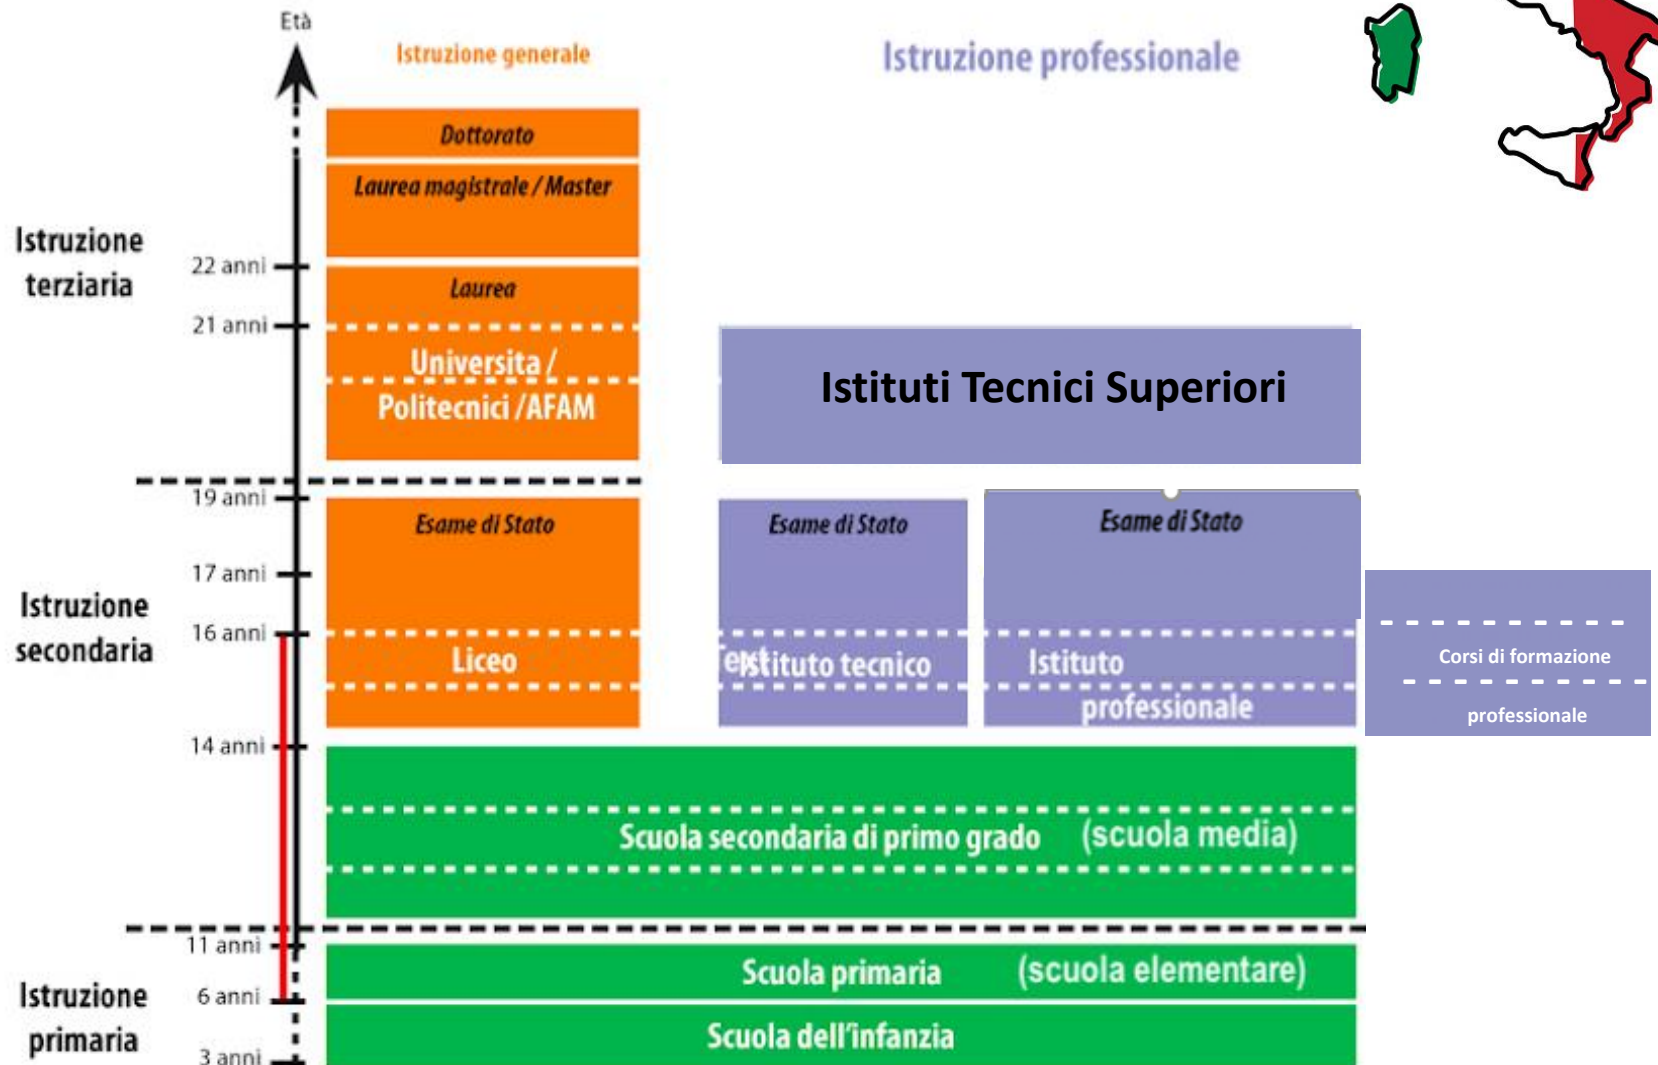 Età
Istruzione generale
Istruzione professionale
Dottorato
Laurea magistrale / Master
Istruzione
terziaria
22 anni
Laurea
21 anni
Universita /
Politecnici /AFAM
Istituti Tecnici Superiori
19 anni
Esame di Stato
Esame di Stato
Esame di Stato
17 anni
Istruzione
secondaria
16 anni
Liceo
Text
Istituto tecnico
Istituto
professionale
Corsi di formazione
professionale
14 anni
Scuola secondaria di primo grado (scuola media)
11 anni
Scuola primaria (scuola elementare)
Istruzione
primaria
6 anni
Scuola dell'infanzia
3 anni